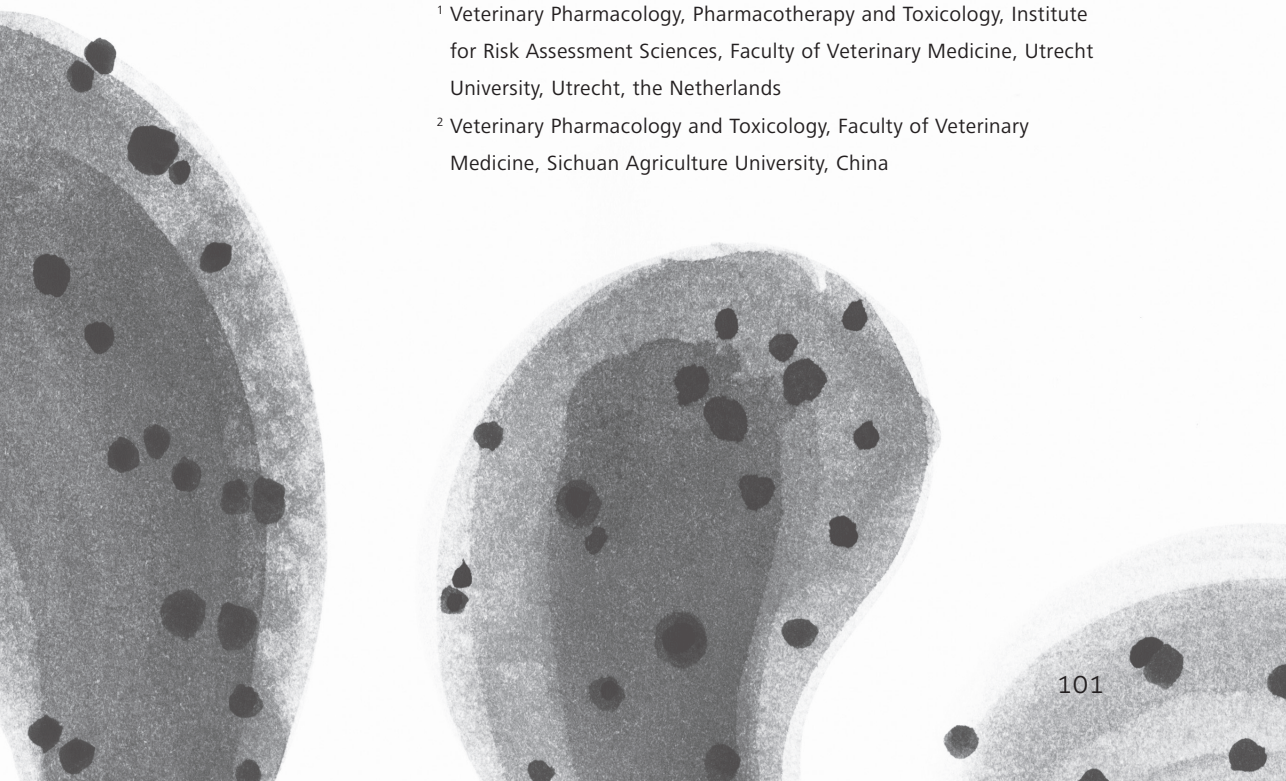 ¹ Veterinary Pharmacology, Pharmacotherapy and Toxicology, Institute
for Risk Assessment Sciences, Faculty of Veterinary Medicine, Utrecht
University, Utrecht, the Netherlands
² Veterinary Pharmacology and Toxicology, Faculty of Veterinary
Medicine, Sichuan Agriculture University, China
101